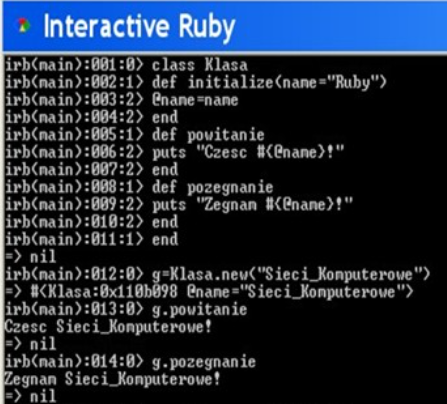 Interactive Ruby
irb(main):001:0> class Klasa
irb(main):002:1> def initialize(name="Ruby")
irb(main):003:2> @name=name
irb(main):004:2> end
irb(main):005:1> def powitanie
irb(main):006:2> puts "Czesc #{@name}!"
irb(main):007:2> end
irb(main):008:1> def pozegnanie
irb(main):009:2> puts "Zegnam #{@name}!"
irb(main):010:2> end
irb(main):011:1> end
=> nil
irb(main):012:0> g=Klasa.new("Sieci_Komputerowe")
=> #<Klasa:0x110b098 @name="Sieci_Komputerowe">
irb(main):013:0> g.powitanie
Czesc Sieci_Komputerowe!
=> nil
irb(main):014:0> g.pozegnanie
Zegnam Sieci_Komputerowe!
=> nil